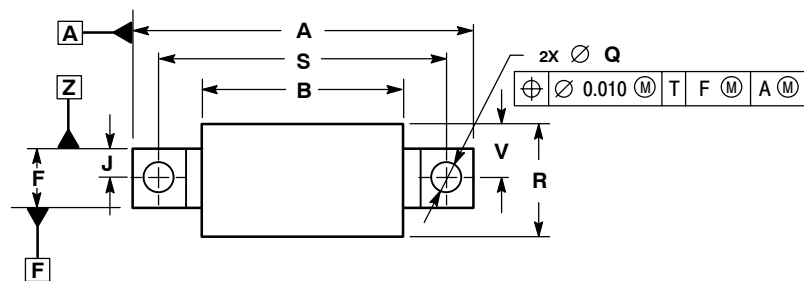 A
A
S
2X ∅ Q
Z
B
⌖ ∅ 0.010 Ⓜ T F Ⓜ A Ⓜ
J
V
F
R
F